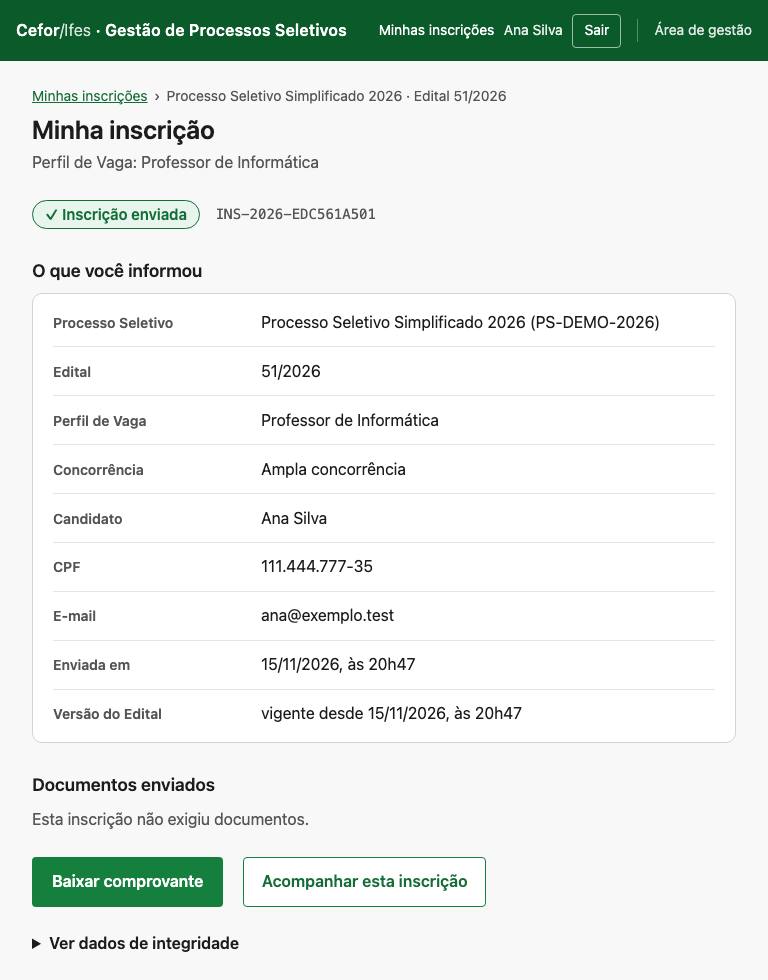 Cefor/Ifes · Gestão de Processos Seletivos
Minhas inscrições
Ana Silva
Sair
Área de gestão
Minhas inscrições › Processo Seletivo Simplificado 2026 · Edital 51/2026
Minha inscrição
Perfil de Vaga: Professor de Informática
✓ Inscrição enviada
INS-2026-EDC561A501
O que você informou
Processo Seletivo Processo Seletivo Simplificado 2026 (PS-DEMO-2026)
Edital 51/2026
Perfil de Vaga Professor de Informática
Concorrência Ampla concorrência
Candidato Ana Silva
CPF 111.444.777-35
E-mail ana@exemplo.test
Enviada em 15/11/2026, às 20h47
Versão do Edital vigente desde 15/11/2026, às 20h47
Documentos enviados
Esta inscrição não exigiu documentos.
Baixar comprovante
Acompanhar esta inscrição
Ver dados de integridade